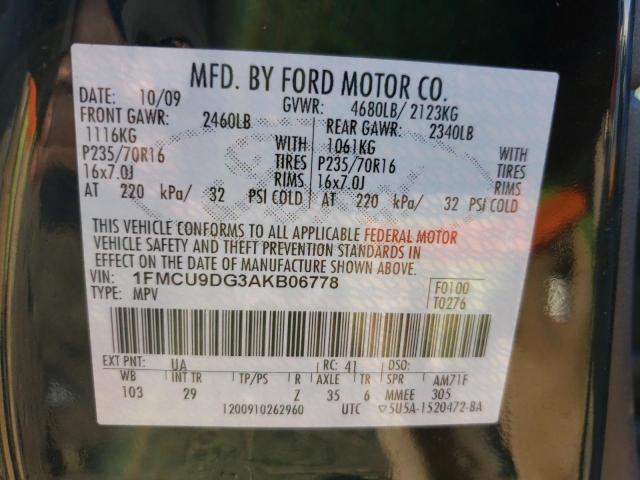 MFD. BY FORD MOTOR CO.
DATE: 10/09 GVWR: 4680LB/ 2123KG
FRONT GAWR: 2460LB REAR GAWR: 2340LB
1116KG WITH 1061KG WITH
P235/70R16 TIRES P235/70R16 TIRES
16x7.0J RIMS 16x7.0J RIMS
AT 220 kPa/ 32 PSI COLD AT 220 kPa/ 32 PSI COLD
THIS VEHICLE CONFORMS TO ALL APPLICABLE FEDERAL MOTOR
VEHICLE SAFETY AND THEFT PREVENTION STANDARDS IN
EFFECT ON THE DATE OF MANUFACTURE SHOWN ABOVE.
VIN: 1FMCU9DG3AKB06778 F0100
TYPE: MPV T0276
EXT PNT: UA RC: 41 DSO:
WB INT TR TP/PS R AXLE TR SPR AM71F
103 29 Z 35 6 MMEE 305
1200910262960 UTC 5U5A-1520472-BA